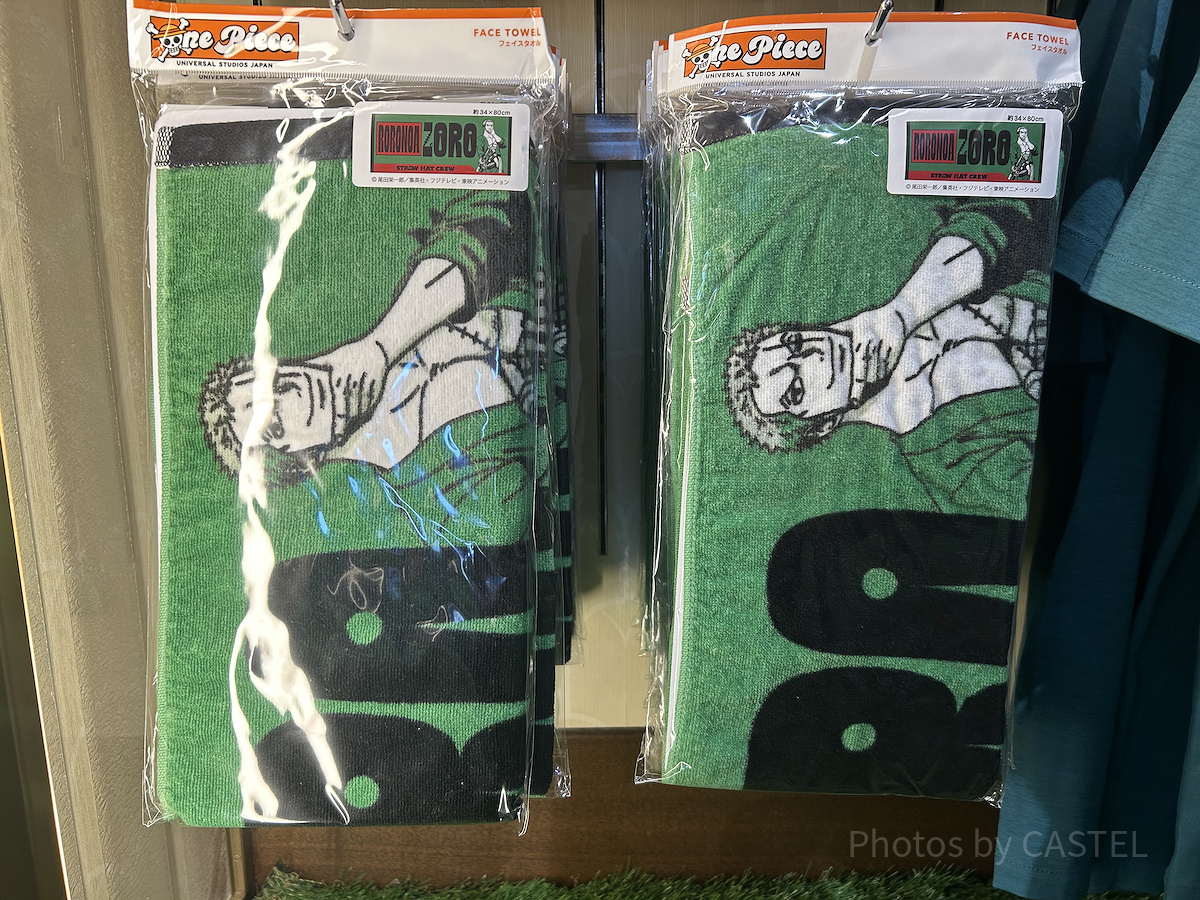 One Piece
UNIVERSAL STUDIOS JAPAN
UNIVERSAL STUDIOS JAPAN
FACE TOWEL
フェイスタオル
約34×80cm
RORONOA ZORO
STRAW HAT CREW
©尾田栄一郎／集英社・フジテレビ・東映アニメーション
One Piece
UNIVERSAL STUDIOS JAPAN
FACE TOWEL
フェイスタオル
約34×80cm
RORONOA ZORO
STRAW HAT CREW
©尾田栄一郎／集英社・フジテレビ・東映アニメーション
Photos by CASTEL